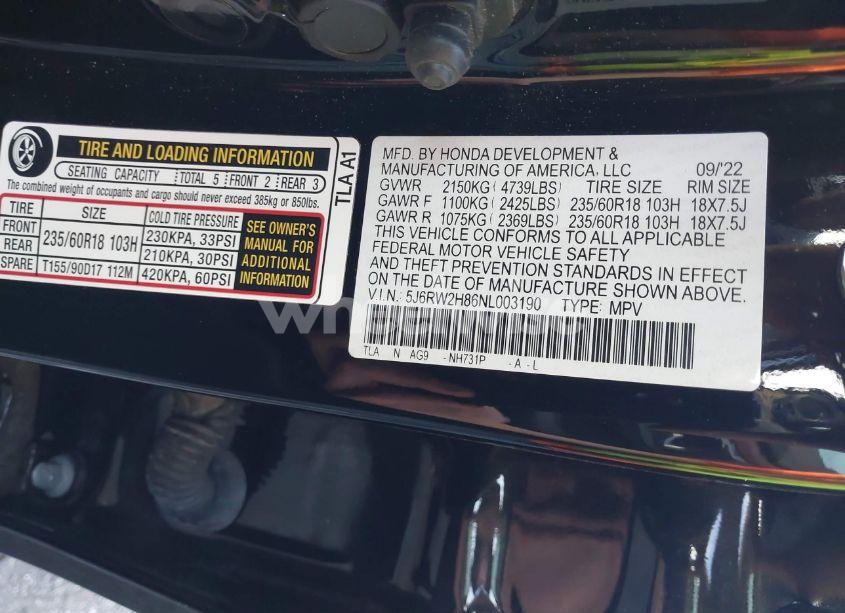 TIRE AND LOADING INFORMATION
SEATING CAPACITY TOTAL 5 FRONT 2 REAR 3
The combined weight of occupants and cargo should never exceed 385kg or 850lbs.
TIRE SIZE COLD TIRE PRESSURE
FRONT 235/60R18 103H 230KPA, 33PSI
REAR 210KPA, 30PSI
SPARE T155/90D17 112M 420KPA, 60PSI
SEE OWNER'S
MANUAL FOR
ADDITIONAL
INFORMATION
TLA A1
MFD. BY HONDA DEVELOPMENT &
MANUFACTURING OF AMERICA, LLC 09/'22
GVWR 2150KG (4739LBS) TIRE SIZE RIM SIZE
GAWR F 1100KG (2425LBS) 235/60R18 103H 18X7.5J
GAWR R 1075KG (2369LBS) 235/60R18 103H 18X7.5J
THIS VEHICLE CONFORMS TO ALL APPLICABLE
FEDERAL MOTOR VEHICLE SAFETY
AND THEFT PREVENTION STANDARDS IN EFFECT
ON THE DATE OF MANUFACTURE SHOWN ABOVE.
V.I.N.: 5J6RW2H86NL003190 TYPE: MPV
TLA N AG9 -NH731P -A-L